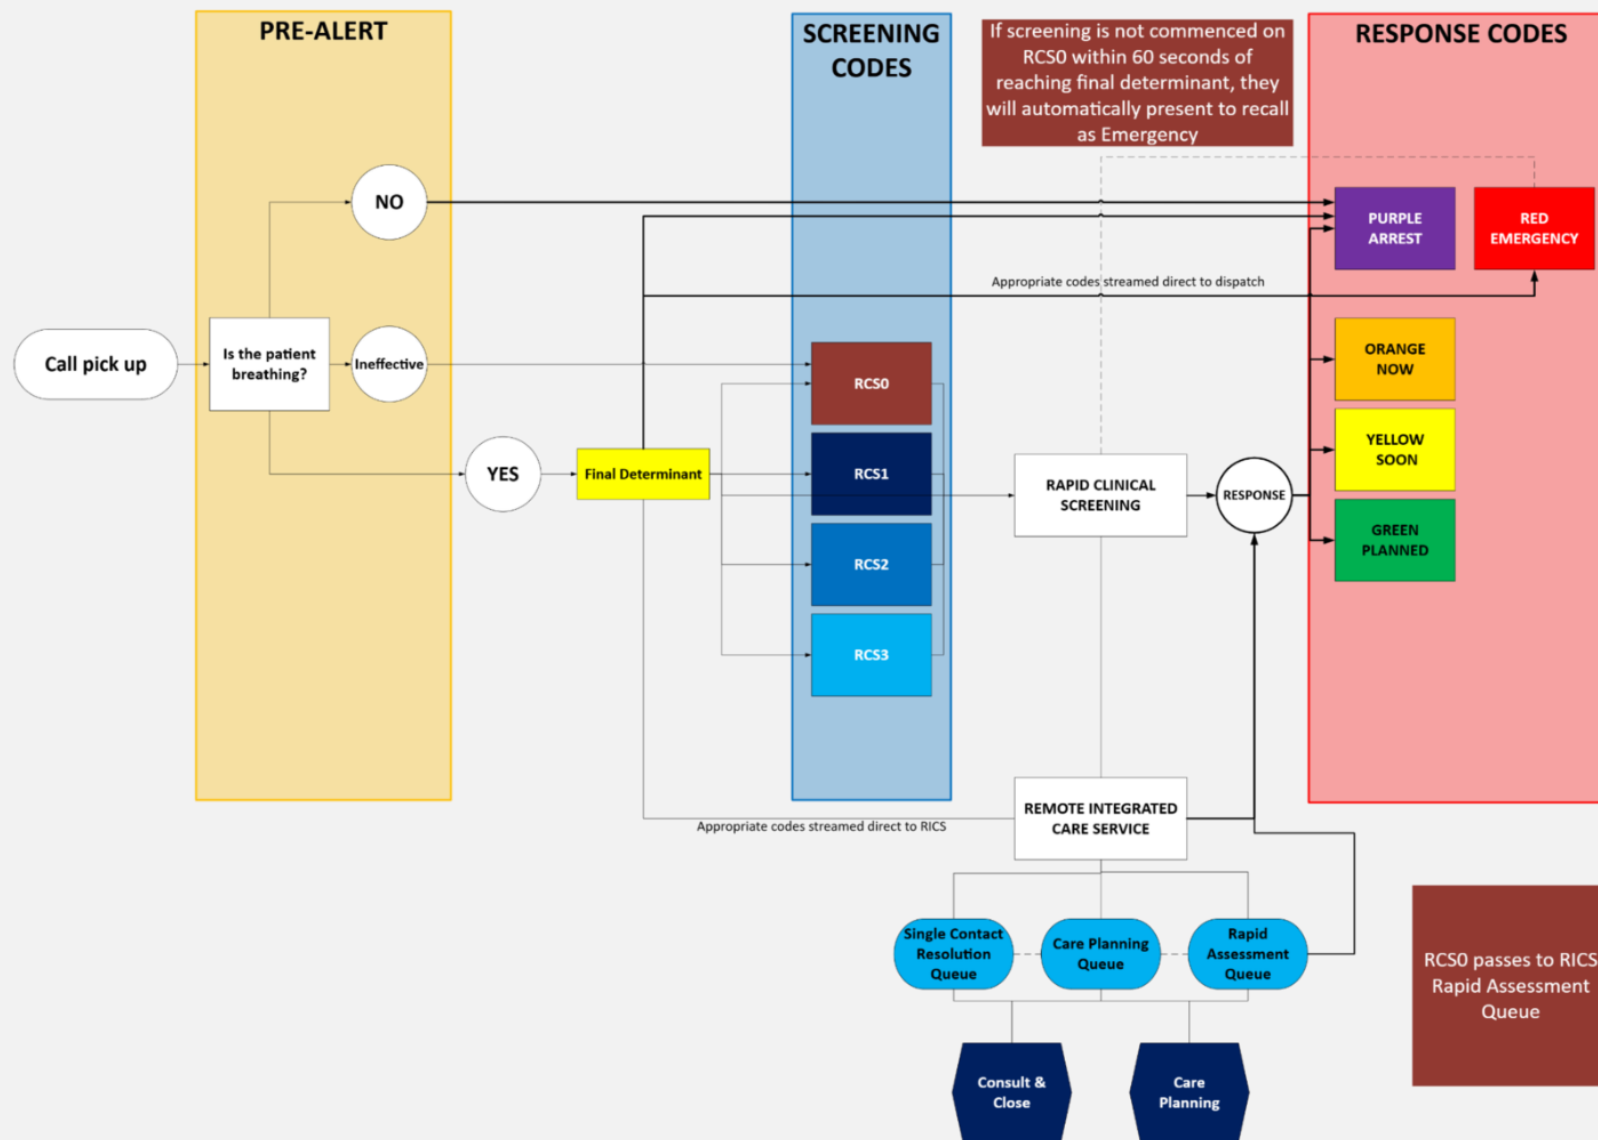 PRE-ALERT
SCREENING
CODES
If screening is not commenced on
RCS0 within 60 seconds of
reaching final determinant, they
will automatically present to recall
as Emergency
RESPONSE CODES
NO
PURPLE
ARREST
RED
EMERGENCY
Appropriate codes streamed direct to dispatch
Call pick up
Is the patient
breathing?
Ineffective
RCS0
ORANGE
NOW
YES
Final Determinant
RCS1
RAPID CLINICAL
SCREENING
RESPONSE
YELLOW
SOON
RCS2
GREEN
PLANNED
RCS3
Appropriate codes streamed direct to RICS
REMOTE INTEGRATED
CARE SERVICE
Single Contact
Resolution
Queue
Care Planning
Queue
Rapid
Assessment
Queue
RCS0 passes to RICS
Rapid Assessment
Queue
Consult &
Close
Care
Planning